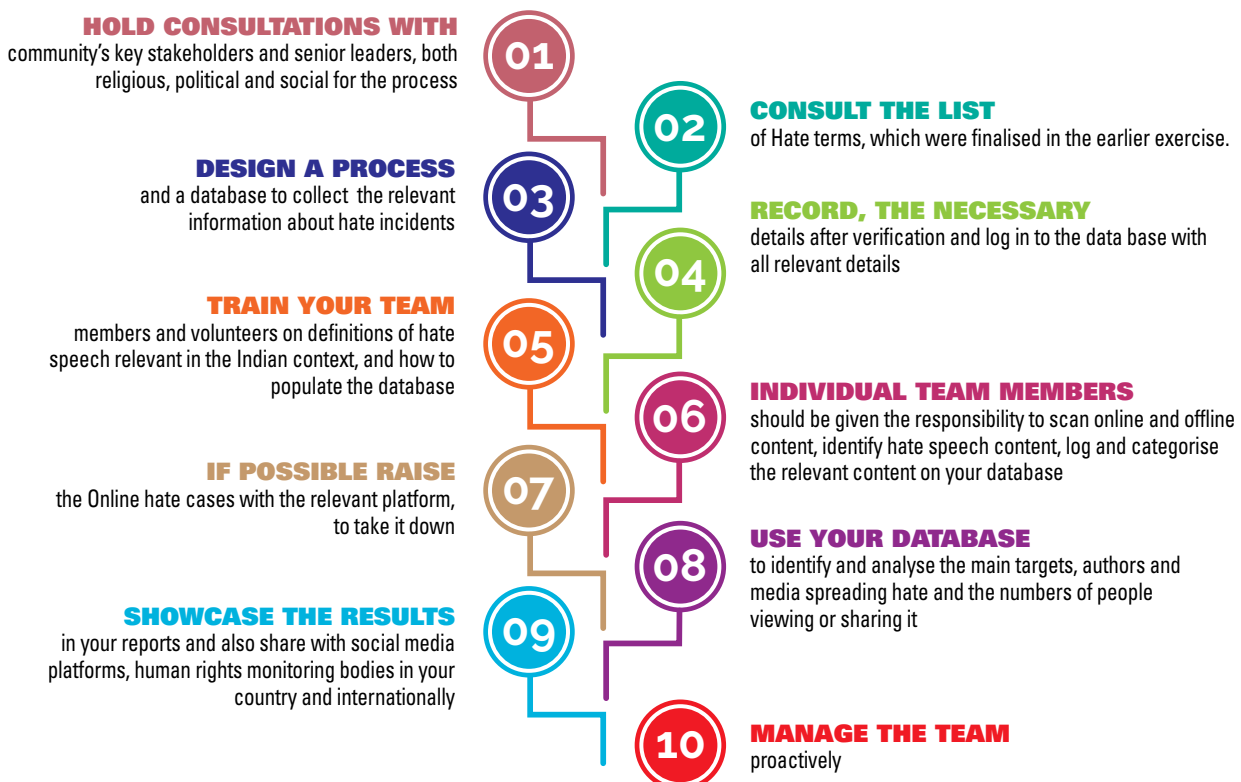 HOLD CONSULTATIONS WITH
community's key stakeholders and senior leaders, both
religious, political and social for the process
01
02
CONSULT THE LIST
of Hate terms, which were finalised in the earlier exercise.
DESIGN A PROCESS
and a database to collect the relevant
information about hate incidents
03
04
RECORD, THE NECESSARY
details after verification and log in to the data base with
all relevant details
TRAIN YOUR TEAM
members and volunteers on definitions of hate
speech relevant in the Indian context, and how to
populate the database
05
06
INDIVIDUAL TEAM MEMBERS
should be given the responsibility to scan online and offline
content, identify hate speech content, log and categorise
the relevant content on your database
IF POSSIBLE RAISE
the Online hate cases with the relevant platform,
to take it down
07
08
USE YOUR DATABASE
to identify and analyse the main targets, authors and
media spreading hate and the numbers of people
viewing or sharing it
SHOWCASE THE RESULTS
in your reports and also share with social media
platforms, human rights monitoring bodies in your
country and internationally
09
10
MANAGE THE TEAM
proactively